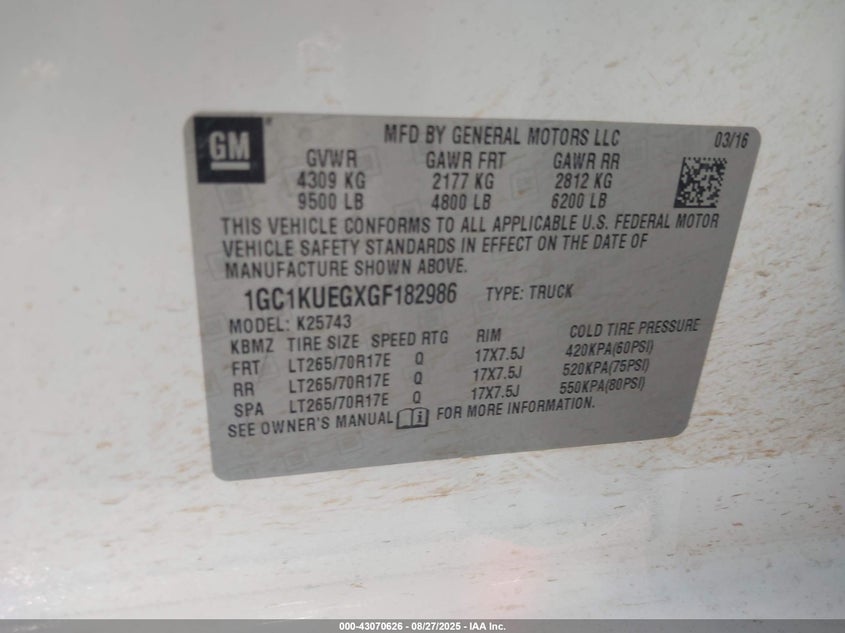 GM
MFD BY GENERAL MOTORS LLC 03/16
GVWR GAWR FRT GAWR RR
4309 KG 2177 KG 2812 KG
9500 LB 4800 LB 6200 LB
THIS VEHICLE CONFORMS TO ALL APPLICABLE U.S. FEDERAL MOTOR
VEHICLE SAFETY STANDARDS IN EFFECT ON THE DATE OF
MANUFACTURE SHOWN ABOVE.
1GC1KUEGXGF182986 TYPE: TRUCK
MODEL: K25743
KBMZ TIRE SIZE SPEED RTG RIM COLD TIRE PRESSURE
FRT LT265/70R17E Q 17X7.5J 420KPA(60PSI)
RR LT265/70R17E Q 17X7.5J 520KPA(75PSI)
SPA LT265/70R17E Q 17X7.5J 550KPA(80PSI)
SEE OWNER'S MANUAL FOR MORE INFORMATION.
000-43070626 - 08/27/2025 - IAA Inc.